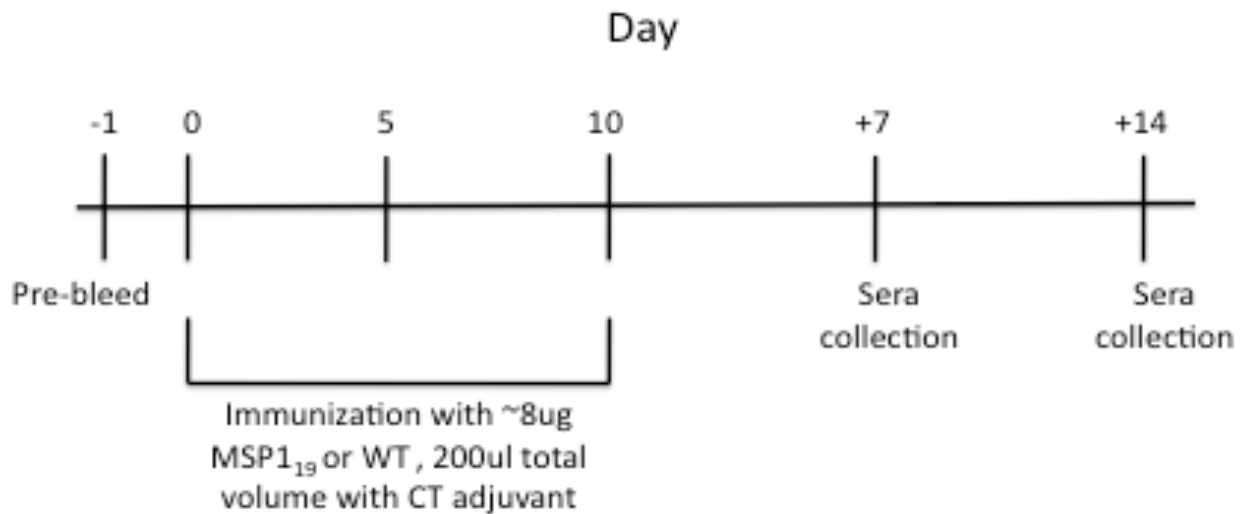 Day
-1 0 5 10 +7 +14
Pre-bleed
Sera
collection
Sera
collection
Immunization with ~8ug
MSP1₁₉ or WT , 200ul total
volume with CT adjuvant